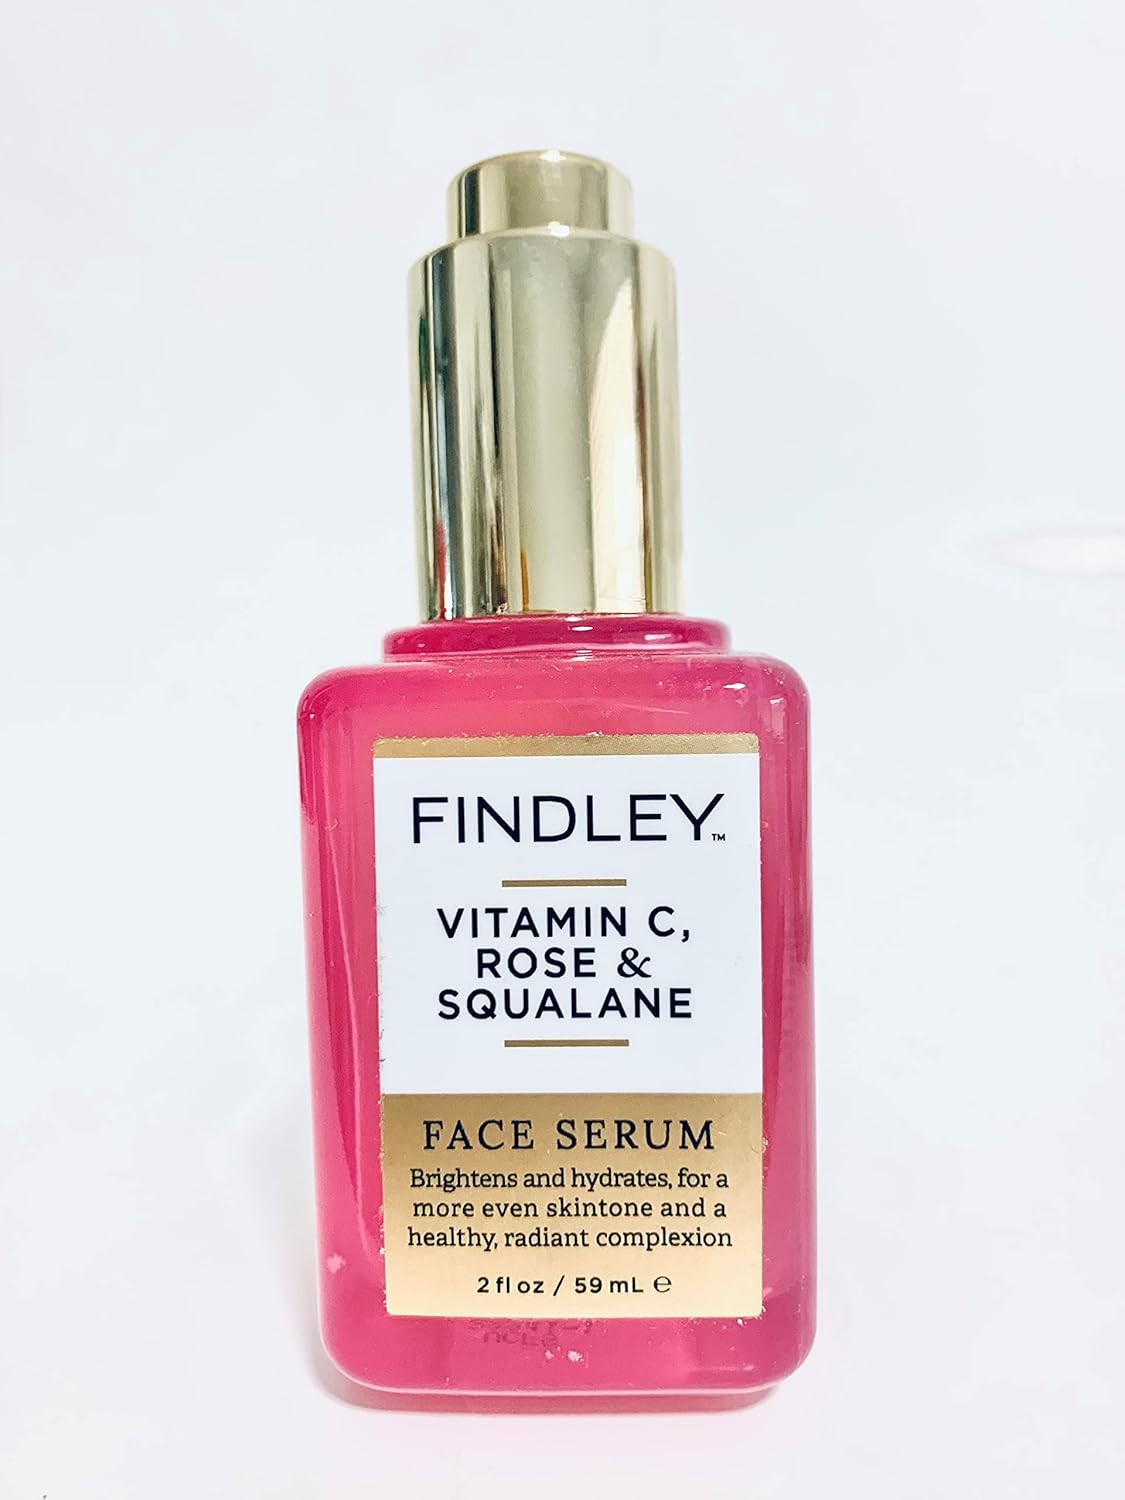 FINDLEY™
VITAMIN C,
ROSE &
SQUALANE
FACE SERUM
Brightens and hydrates, for a
more even skintone and a
healthy, radiant complexion
2 fl oz / 59 mL ℮